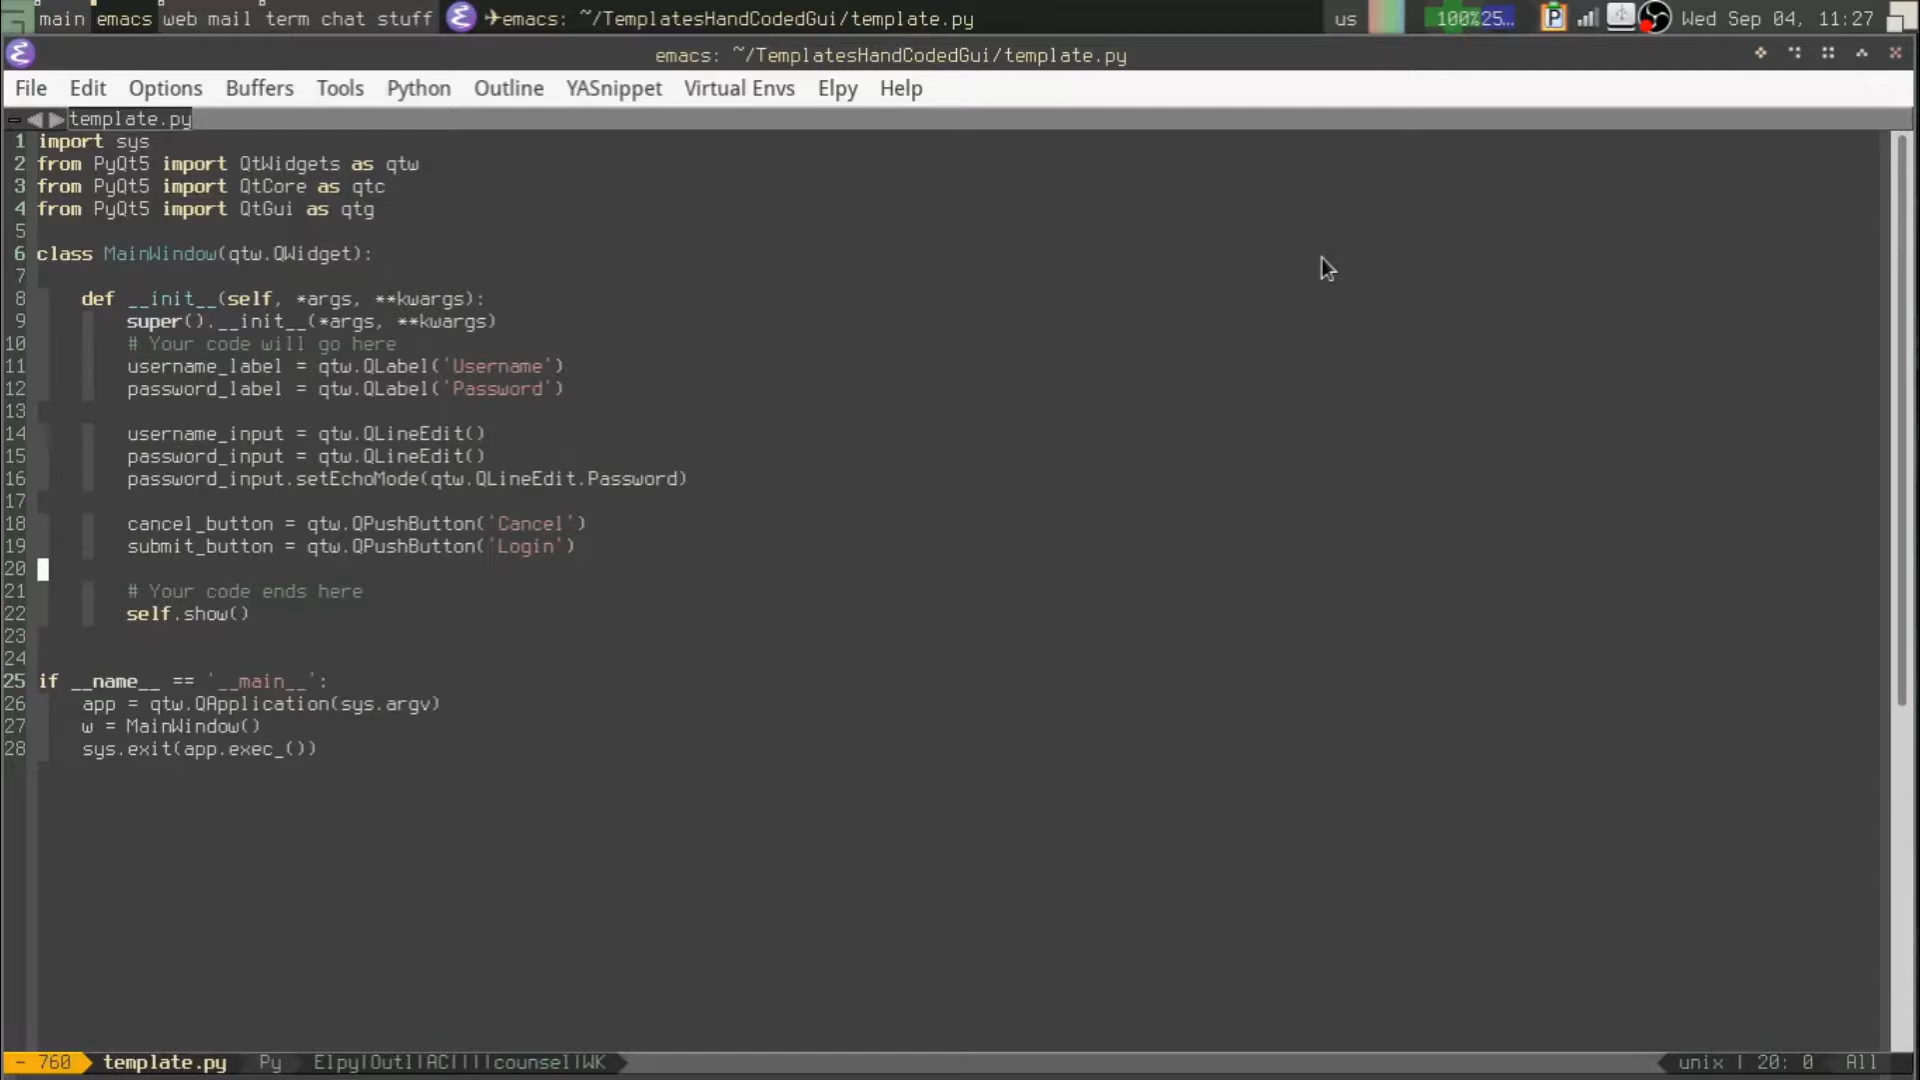 main emacs web mail term chat stuff ✈emacs: ~/TemplatesHandCodedGui/template.py us 100%25… P Wed Sep 04, 11:27
emacs: ~/TemplatesHandCodedGui/template.py
File Edit Options Buffers Tools Python Outline YASnippet Virtual Envs Elpy Help
template.py
1 import sys
2 from PyQt5 import QtWidgets as qtw
3 from PyQt5 import QtCore as qtc
4 from PyQt5 import QtGui as qtg
5
6 class MainWindow(qtw.QWidget):
7
8     def __init__(self, *args, **kwargs):
9         super().__init__(*args, **kwargs)
10         # Your code will go here
11         username_label = qtw.QLabel('Username')
12         password_label = qtw.QLabel('Password')
13
14         username_input = qtw.QLineEdit()
15         password_input = qtw.QLineEdit()
16         password_input.setEchoMode(qtw.QLineEdit.Password)
17
18         cancel_button = qtw.QPushButton('Cancel')
19         submit_button = qtw.QPushButton('Login')
20
21         # Your code ends here
22         self.show()
23
24
25 if __name__ == '__main__':
26     app = qtw.QApplication(sys.argv)
27     w = MainWindow()
28     sys.exit(app.exec_())
- 760 template.py Py Elpy|Outl|AC||||counsel|WK unix | 20: 0 All